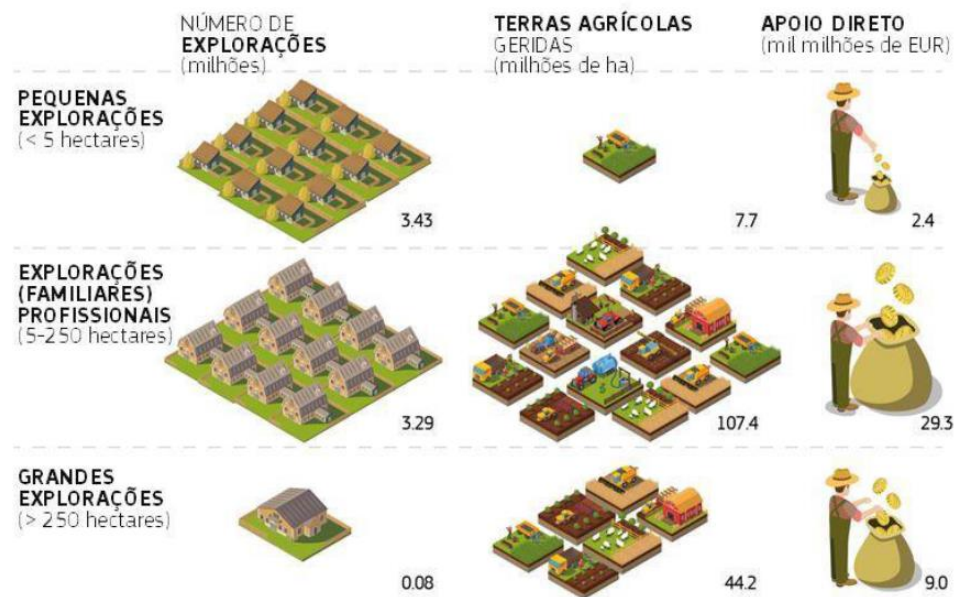 NÚMERO DE
EXPLORAÇÕES
(milhões)
TERRAS AGRÍCOLAS
GERIDAS
(milhões de ha)
APOIO DIRETO
(mil milhões de EUR)
PEQUENAS
EXPLORAÇÕES
(< 5 hectares)
3.43
7.7
2.4
EXPLORAÇÕES
(FAMILIARES)
PROFISSIONAIS
(5-250 hectares)
3.29
107.4
29.3
GRANDES
EXPLORAÇÕES
(> 250 hectares)
0.08
44.2
9.0